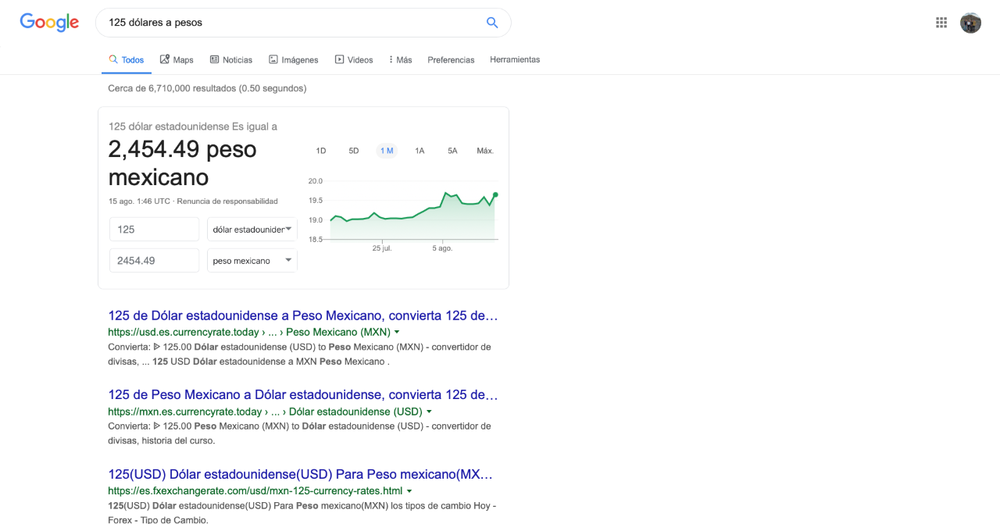 Google
125 dólares a pesos
Todos
Maps
Noticias
Imágenes
Videos
Más
Preferencias
Herramientas
Cerca de 6,710,000 resultados (0.50 segundos)
125 dólar estadounidense Es igual a
2,454.49 peso
mexicano
15 ago. 1:46 UTC · Renuncia de responsabilidad
125
dólar estadounider
2454.49
peso mexicano
1D
5D
1 M
1A
5A
Máx.
20.0
19.5
19.0
18.5
25 jul.
5 ago.
125 de Dólar estadounidense a Peso Mexicano, convierta 125 de…
https://usd.es.currencyrate.today › ... › Peso Mexicano (MXN)
Convierta: ᐈ 125.00 Dólar estadounidense (USD) to Peso Mexicano (MXN) - convertidor de
divisas, ... 125 USD Dólar estadounidense a MXN Peso Mexicano .
125 de Peso Mexicano a Dólar estadounidense, convierta 125 de…
https://mxn.es.currencyrate.today › ... › Dólar estadounidense (USD)
Convierta: ᐈ 125.00 Peso Mexicano (MXN) to Dólar estadounidense (USD) - convertidor de
divisas, historia del curso.
125(USD) Dólar estadounidense(USD) Para Peso mexicano(MX…
https://es.fxexchangerate.com/usd/mxn-125-currency-rates.html
125(USD) Dólar estadounidense(USD) Para Peso mexicano(MXN) los tipos de cambio Hoy -
Forex - Tipo de Cambio.